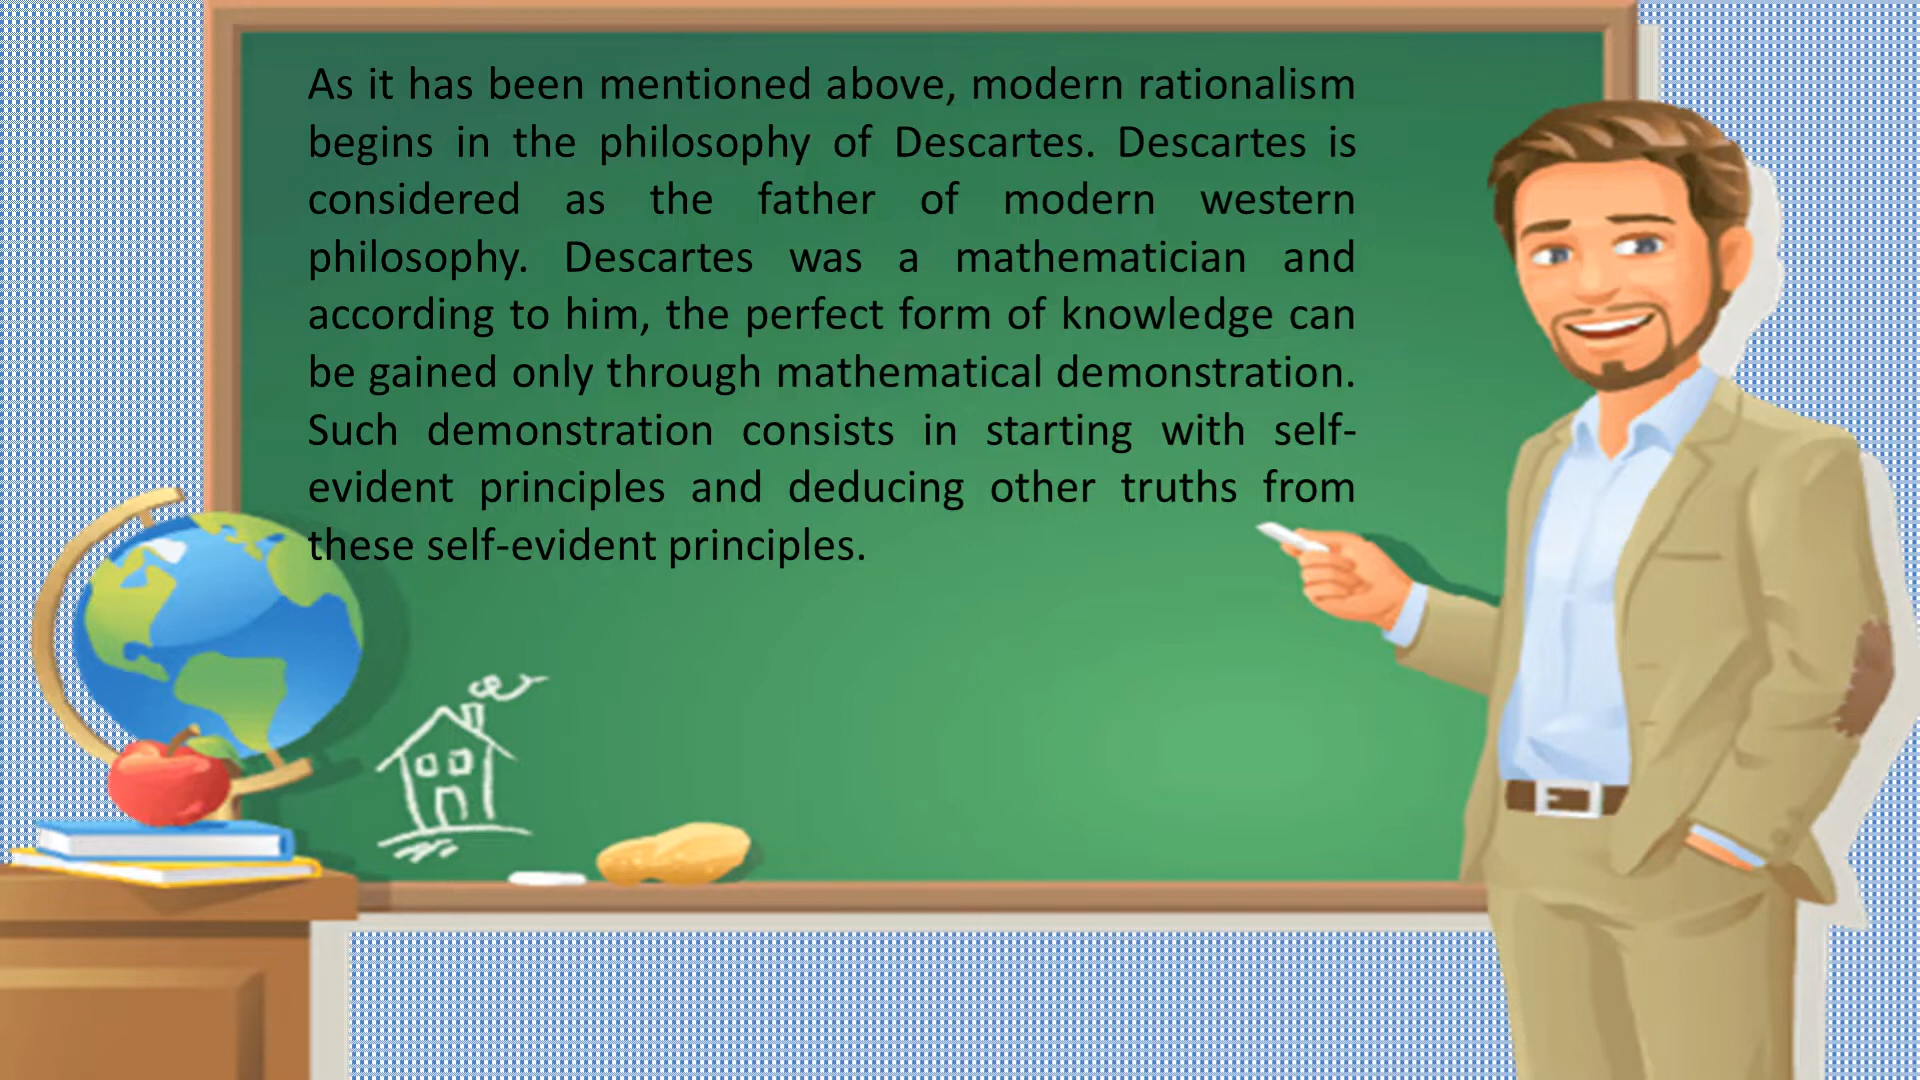 As it has been mentioned above, modern rationalism
begins in the philosophy of Descartes. Descartes is
considered as the father of modern western
philosophy. Descartes was a mathematician and
according to him, the perfect form of knowledge can
be gained only through mathematical demonstration.
Such demonstration consists in starting with self-
evident principles and deducing other truths from
these self-evident principles.